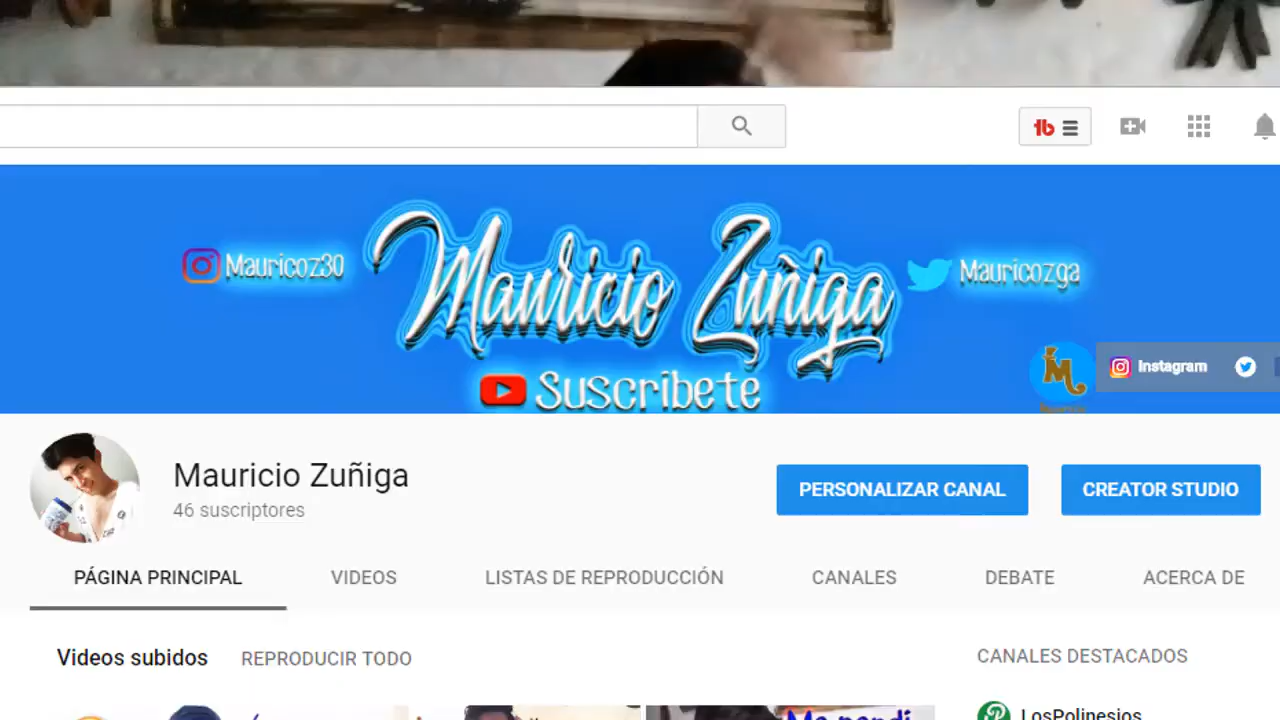 Mauricoz30
Mauricio Zuñiga
Mauricozga
Suscribete
Instagram
Mauricio Zuñiga
46 suscriptores
PERSONALIZAR CANAL
CREATOR STUDIO
PÁGINA PRINCIPAL
VIDEOS
LISTAS DE REPRODUCCIÓN
CANALES
DEBATE
ACERCA DE
Videos subidos
REPRODUCIR TODO
CANALES DESTACADOS
LosPolinesios